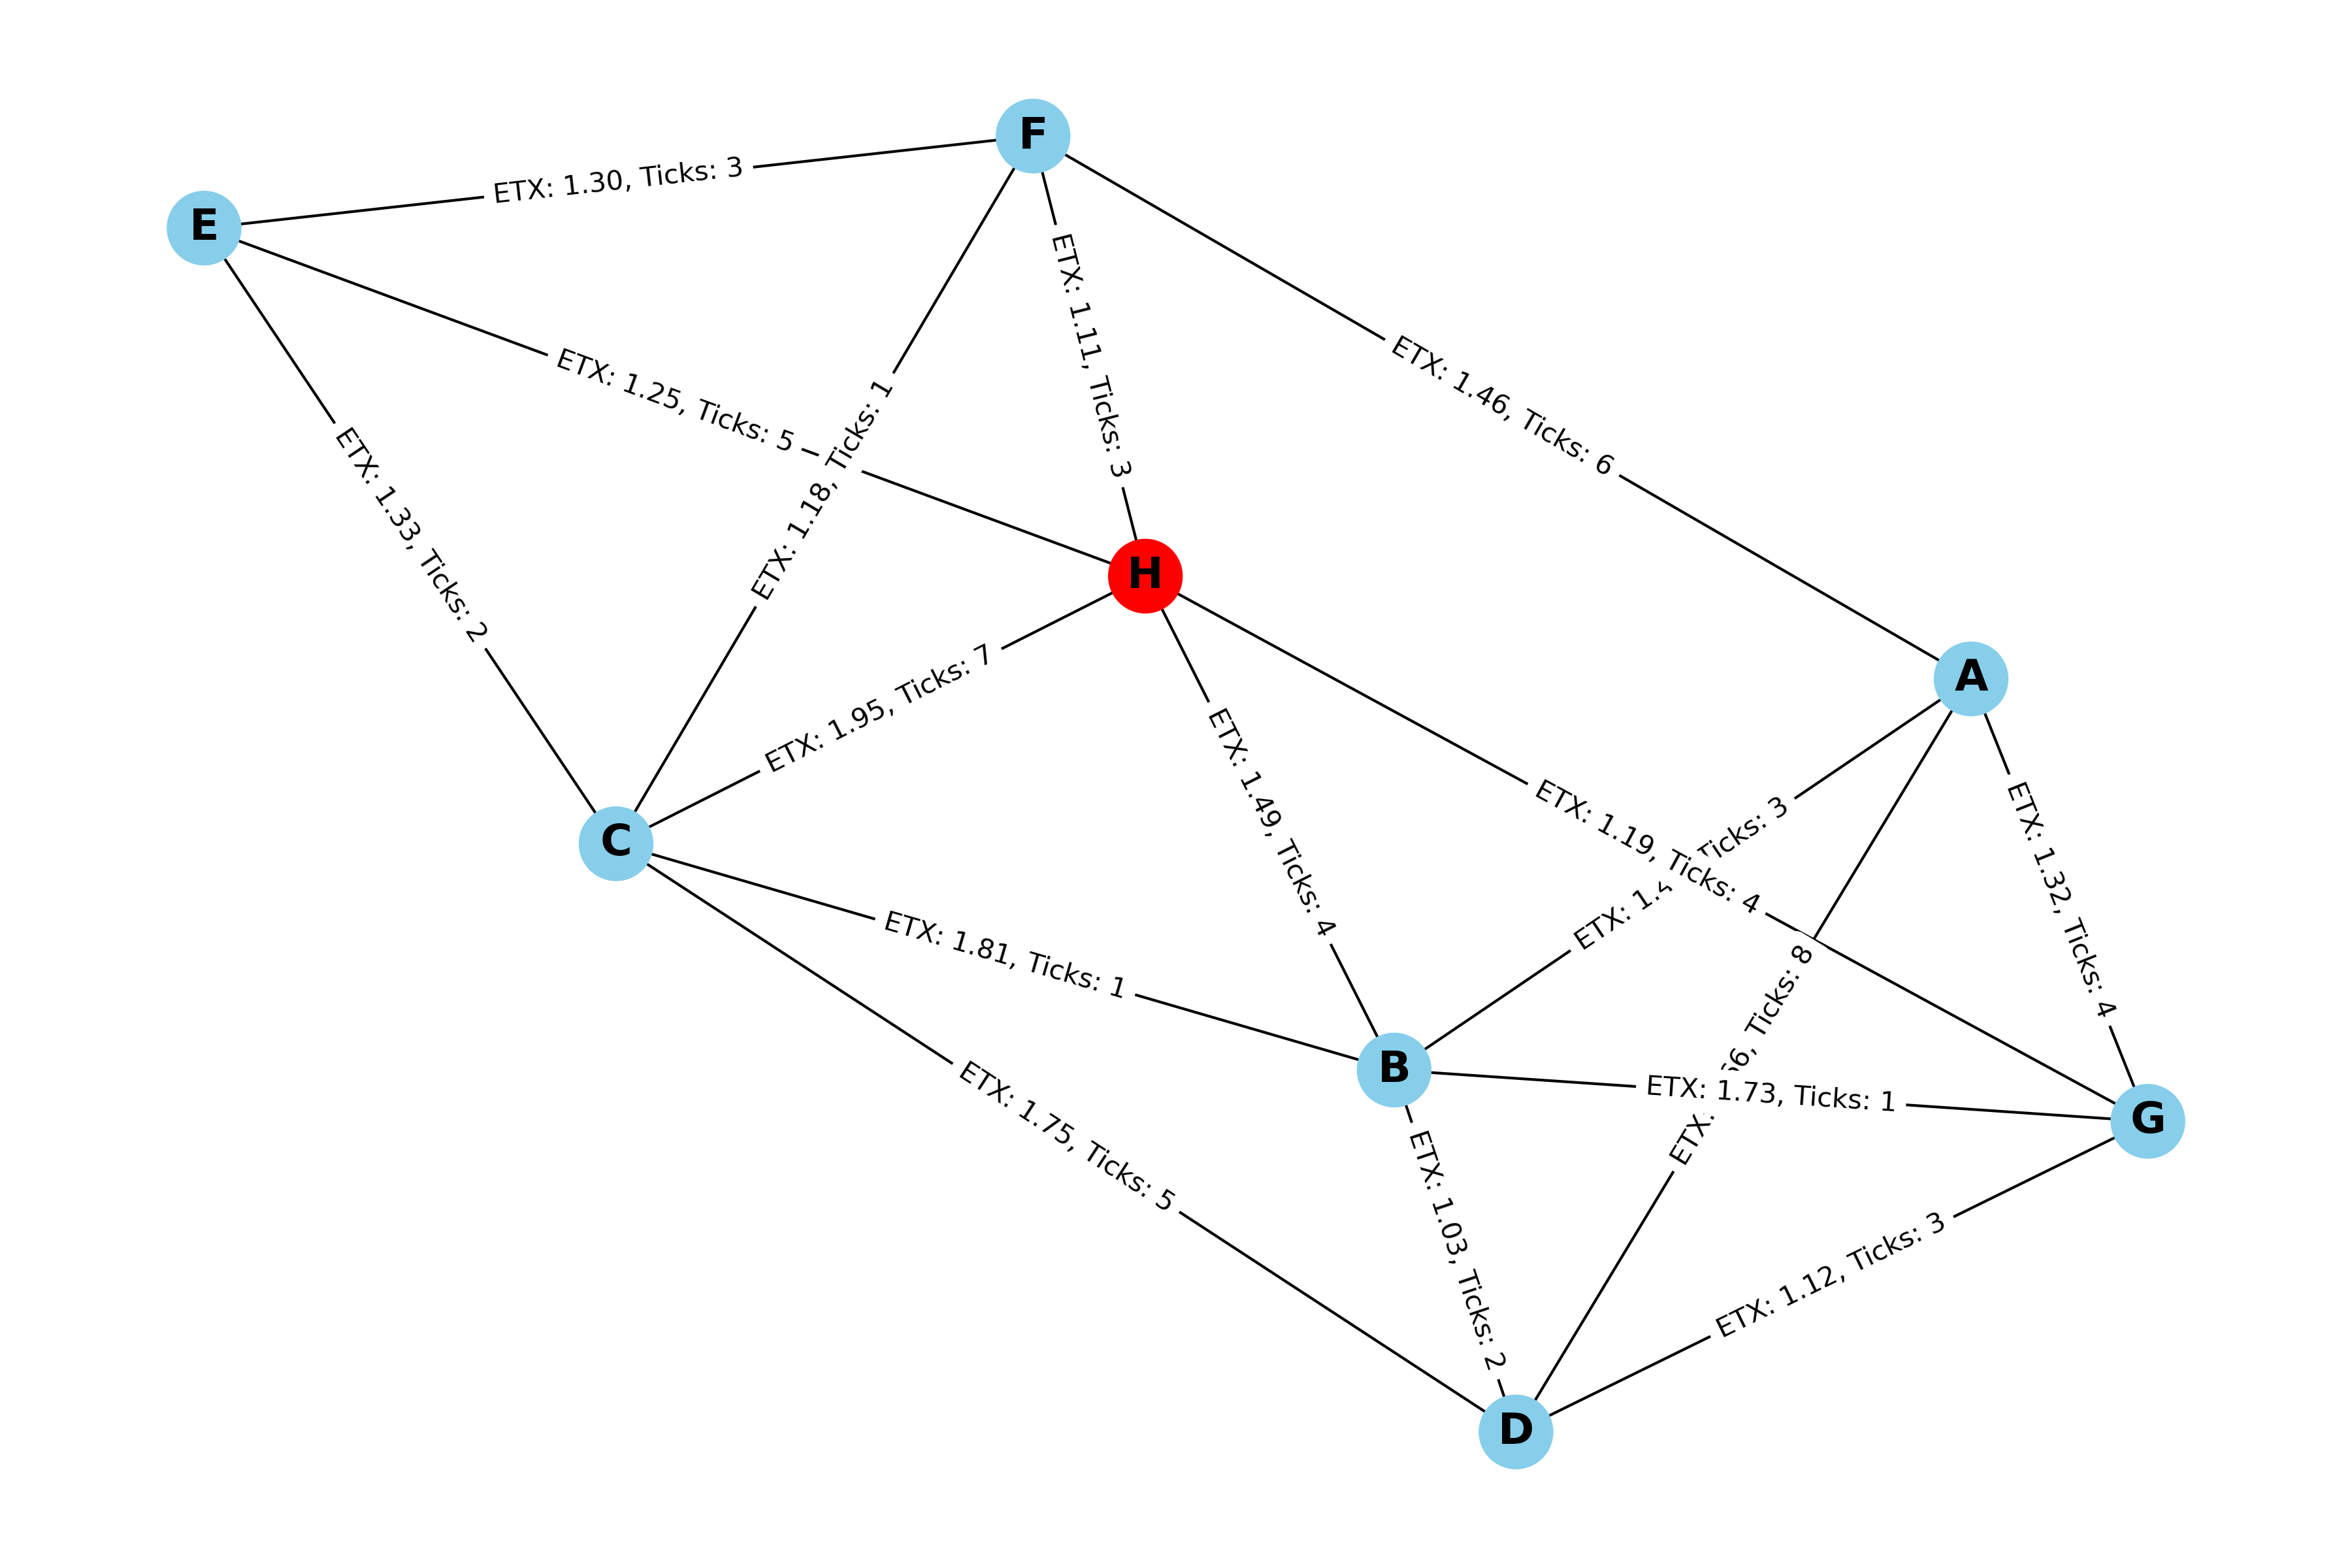 F
ETX: 1.30, Ticks: 3
E
ETX: 1.11, Ticks: 3
ETX: 1.46, Ticks: 6
ETX: 1.25, Ticks: 5
ETX: 1.18, Ticks: 1
ETX: 1.33, Ticks: 2
H
ETX: 1.95, Ticks: 7
A
ETX: 1.49, Ticks: 4
ETX: 1.19, Ticks: 4
ETX: Ticks: 3
C
ETX: 1.32, Ticks: 4
ETX: 1.81, Ticks: 1
ETX: Ticks: 8
B
ETX: 1.73, Ticks: 1
G
ETX: 1.75, Ticks: 5
ETX: 1.03, Ticks: 2
ETX: 1.12, Ticks: 3
D